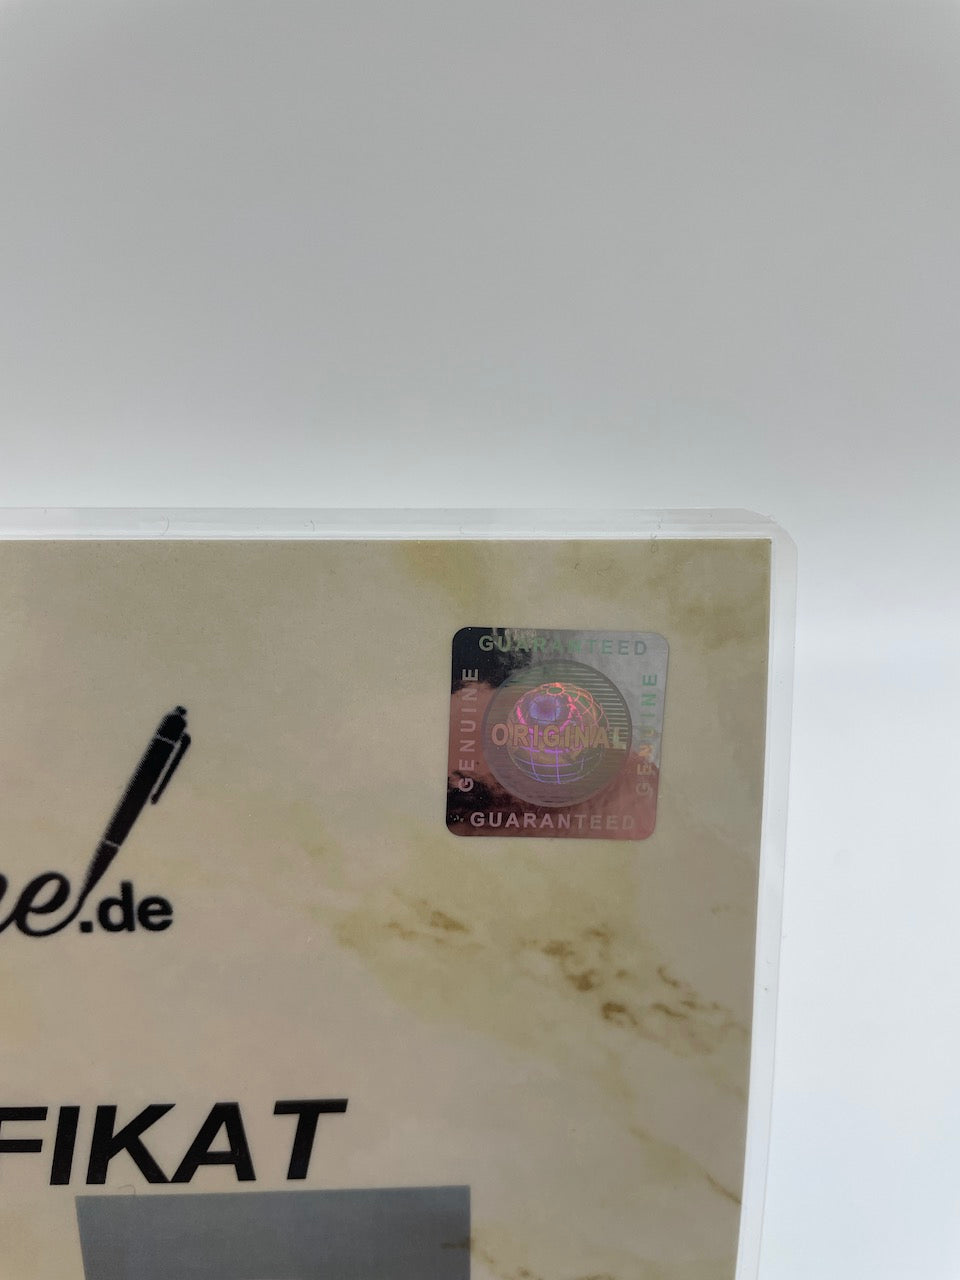 GUARANTEED
GENUINE
ORIGINAL
GENUINE
GUARANTEED
e.de
FIKAT